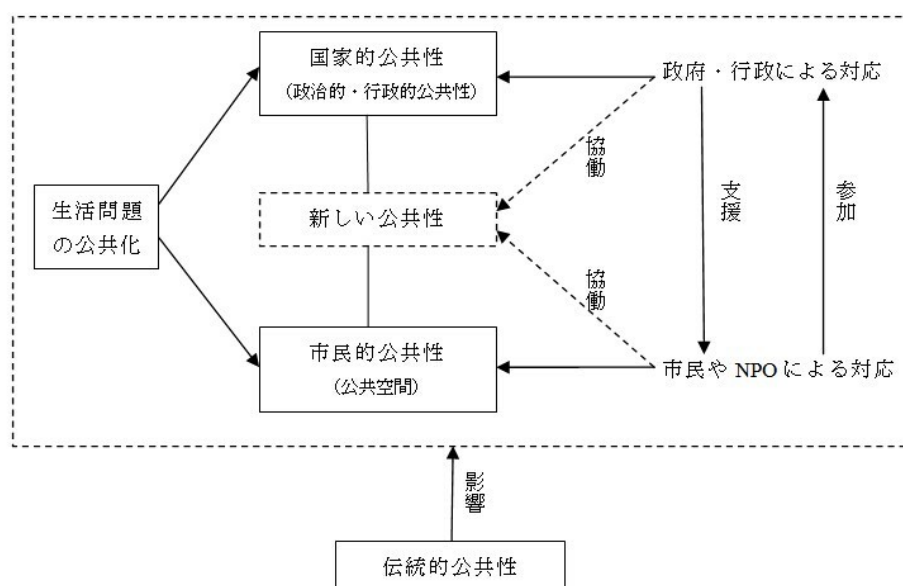 国家的公共性
(政治的・行政的公共性)
政府・行政による対応
協働
支援
参加
生活問題
の公共化
新しい公共性
協働
市民的公共性
(公共空間)
市民や NPO による対応
影響
伝統的公共性